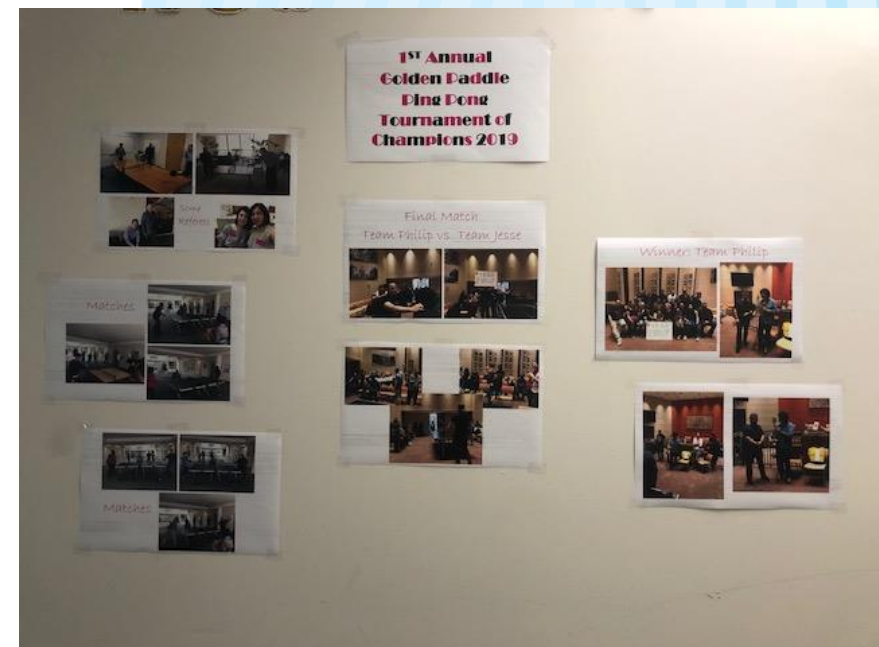 1ST Annual
Golden Paddle
Ping Pong
Tournament of
Champions 2019
Some
Referees
Matches
Matches
Final Match
Team Philip vs. Team Jesse
Winner: Team Philip